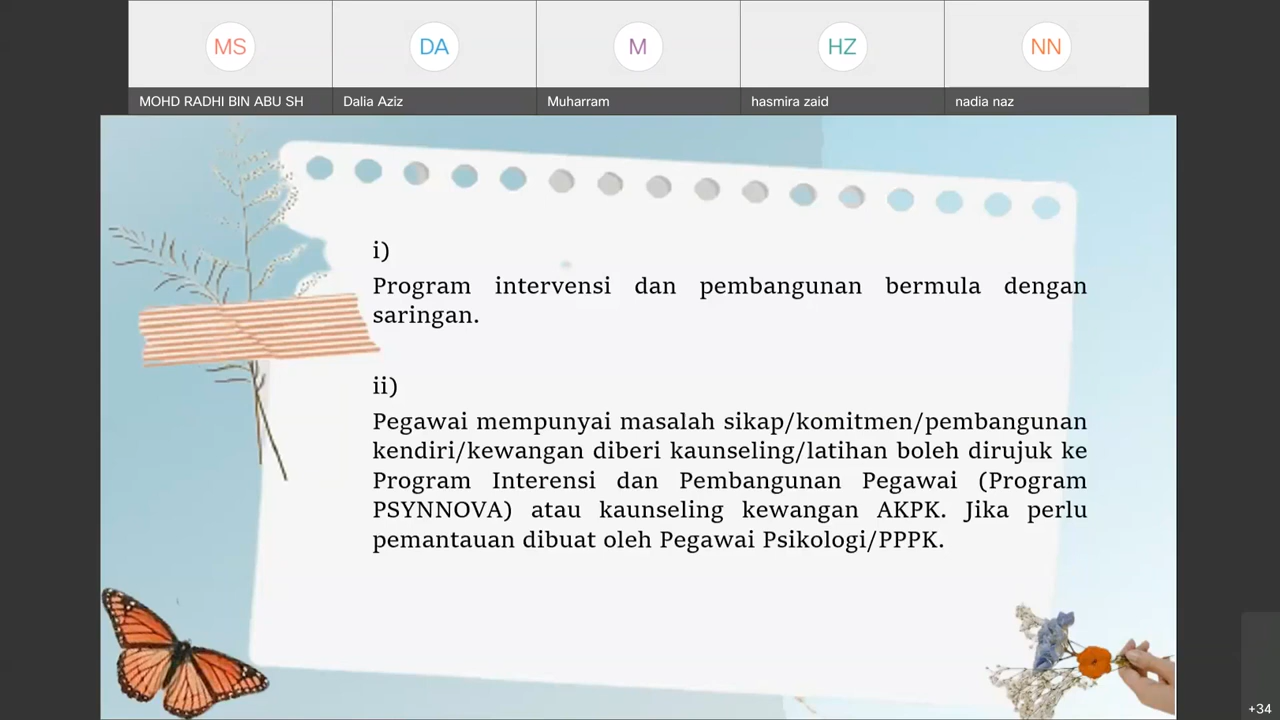 MS
DA
M
HZ
NN
MOHD RADHI BIN ABU SH
Dalia Aziz
Muharram
hasmira zaid
nadia naz
i)
Program intervensi dan pembangunan bermula dengan
saringan.
ii)
Pegawai mempunyai masalah sikap/komitmen/pembangunan
kendiri/kewangan diberi kaunseling/latihan boleh dirujuk ke
Program Interensi dan Pembangunan Pegawai (Program
PSYNNOVA) atau kaunseling kewangan AKPK. Jika perlu
pemantauan dibuat oleh Pegawai Psikologi/PPPK.
+34